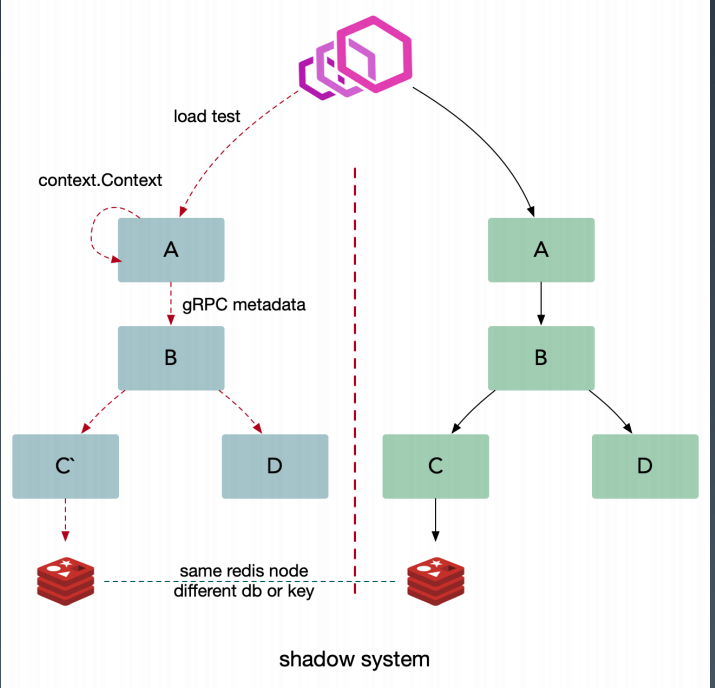 load test
context.Context
A
A
gRPC metadata
B
B
C`
D
C
D
same redis node
different db or key
shadow system